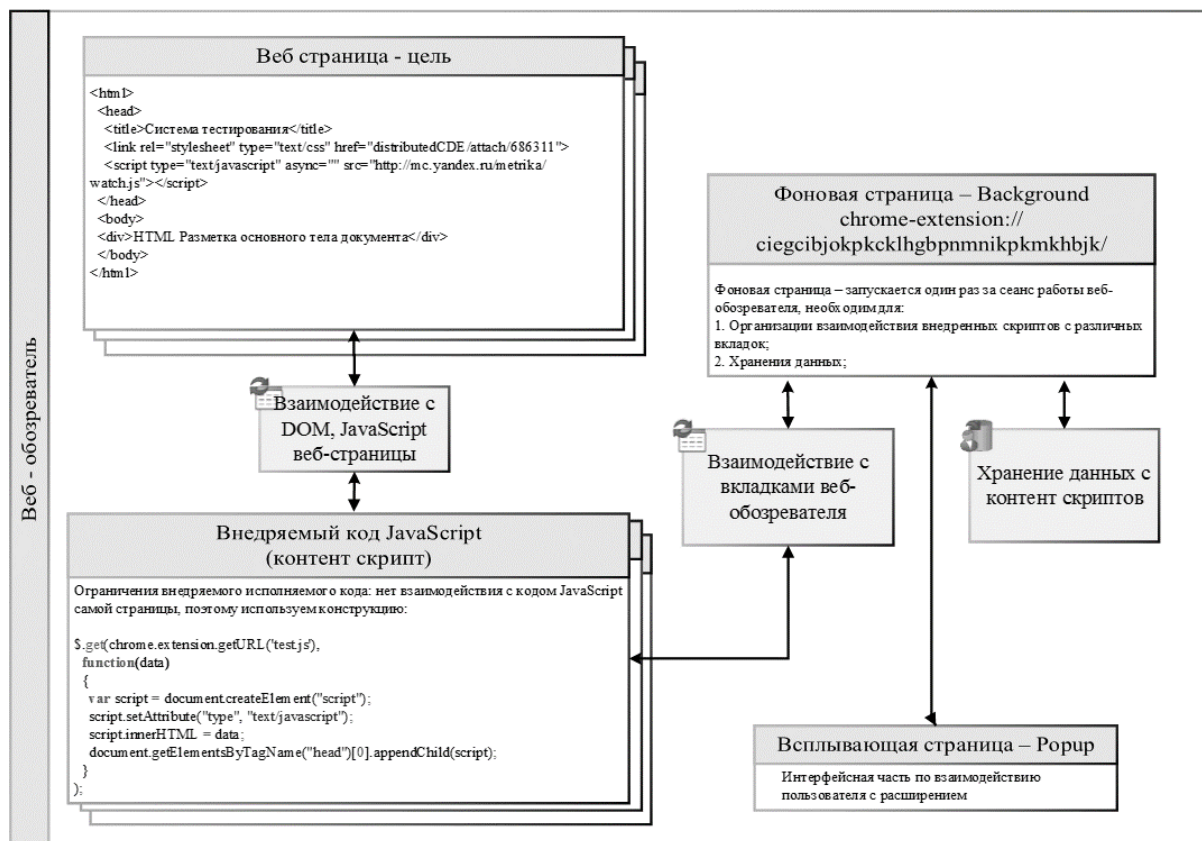 Веб - обозреватель
Веб страница - цель
<html>
<head>
<title>Система тестирования</title>
<link rel="stylesheet" type="text/css" href="distributedCDE/attach/686311">
<script type="text/javascript" async="" src="http://mc.yandex.ru/metrika/
watch.js"></script>
</head>
<body>
<div>HTML Разметка основного тела документа</div>
</body>
</html>
Взаимодействие с
DOM, JavaScript
веб-страницы
Внедряемый код JavaScript
(контент скрипт)
Ограничения внедряемого исполняемого кода: нет взаимодействия с кодом JavaScript
самой страницы, поэтому используем конструкцию:
$.get(chrome.extension.getURL('test.js'),
function(data)
{
var script = document.createElement("script");
script.setAttribute("type", "text/javascript");
script.innerHTML = data;
document.getElementsByTagName("head")[0].appendChild(script);
}
);
Фоновая страница – Background
chrome-extension://
ciegcibjokpkcklhgbpnmnikpkmkhbjk/
Фоновая страница – запускается один раз за сеанс работы веб-
обозревателя, необходим для:
1. Организации взаимодействия внедренных скриптов с различных
вкладок;
2. Хранения данных;
Взаимодействие с
вкладками веб-
обозревателя
Хранение данных с
контент скриптов
Всплывающая страница – Popup
Интерфейсная часть по взаимодействию
пользователя с расширением